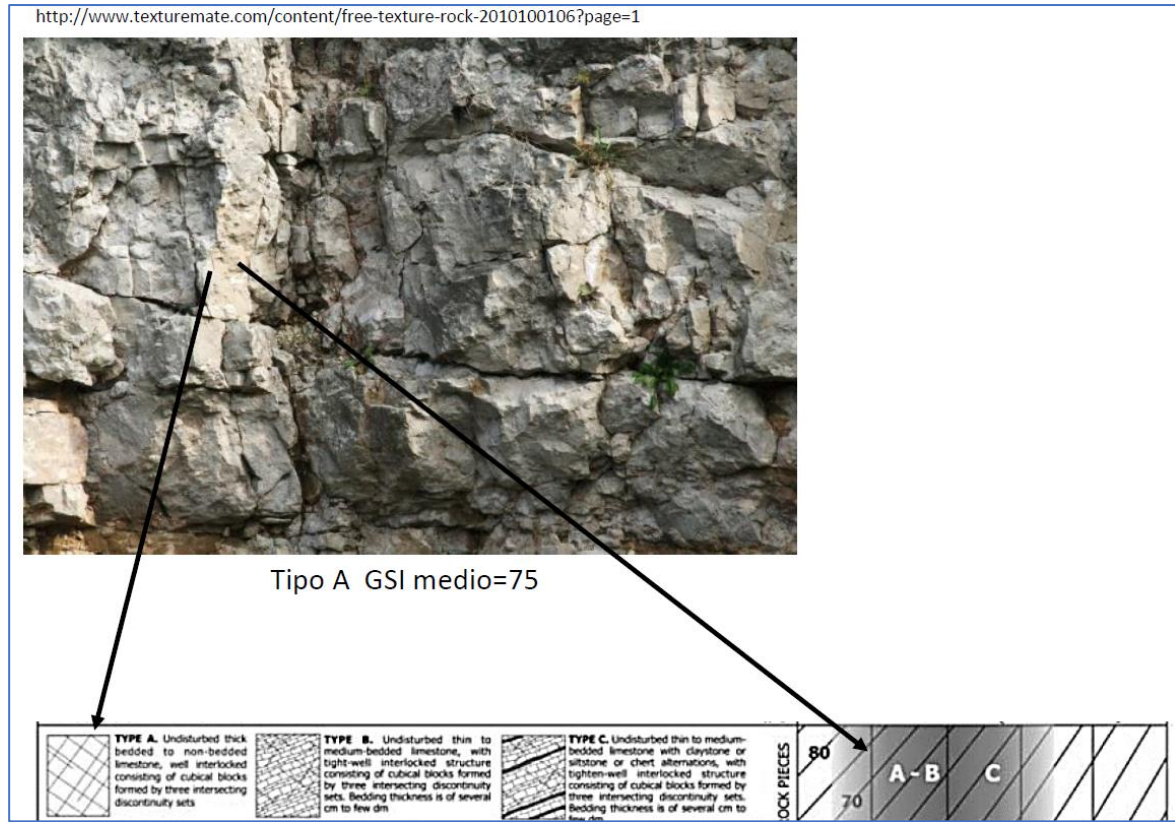 http://www.texturemate.com/content/free-texture-rock-2010100106?page=1
Tipo A GSI medio=75
TYPE A. Undisturbed thick
bedded to non-bedded
limestone, well interlocked
consisting of cubical blocks
formed by three intersecting
discontinuity sets
TYPE B. Undisturbed thin to
medium-bedded limestone, with
tight-well interlocked structure
consisting of cubical blocks formed
by three intersecting discontinuity
sets. Bedding thickness is of several
cm to few dm
TYPE C. Undisturbed thin to medium-
bedded limestone with claystone or
siltstone or chert alternations, with
tighten-well interlocked structure
consisting of cubical blocks formed by
three intersecting discontinuity sets.
Bedding thickness is of several cm to
few dm
ROCK PIECES
80
A-B
C
70